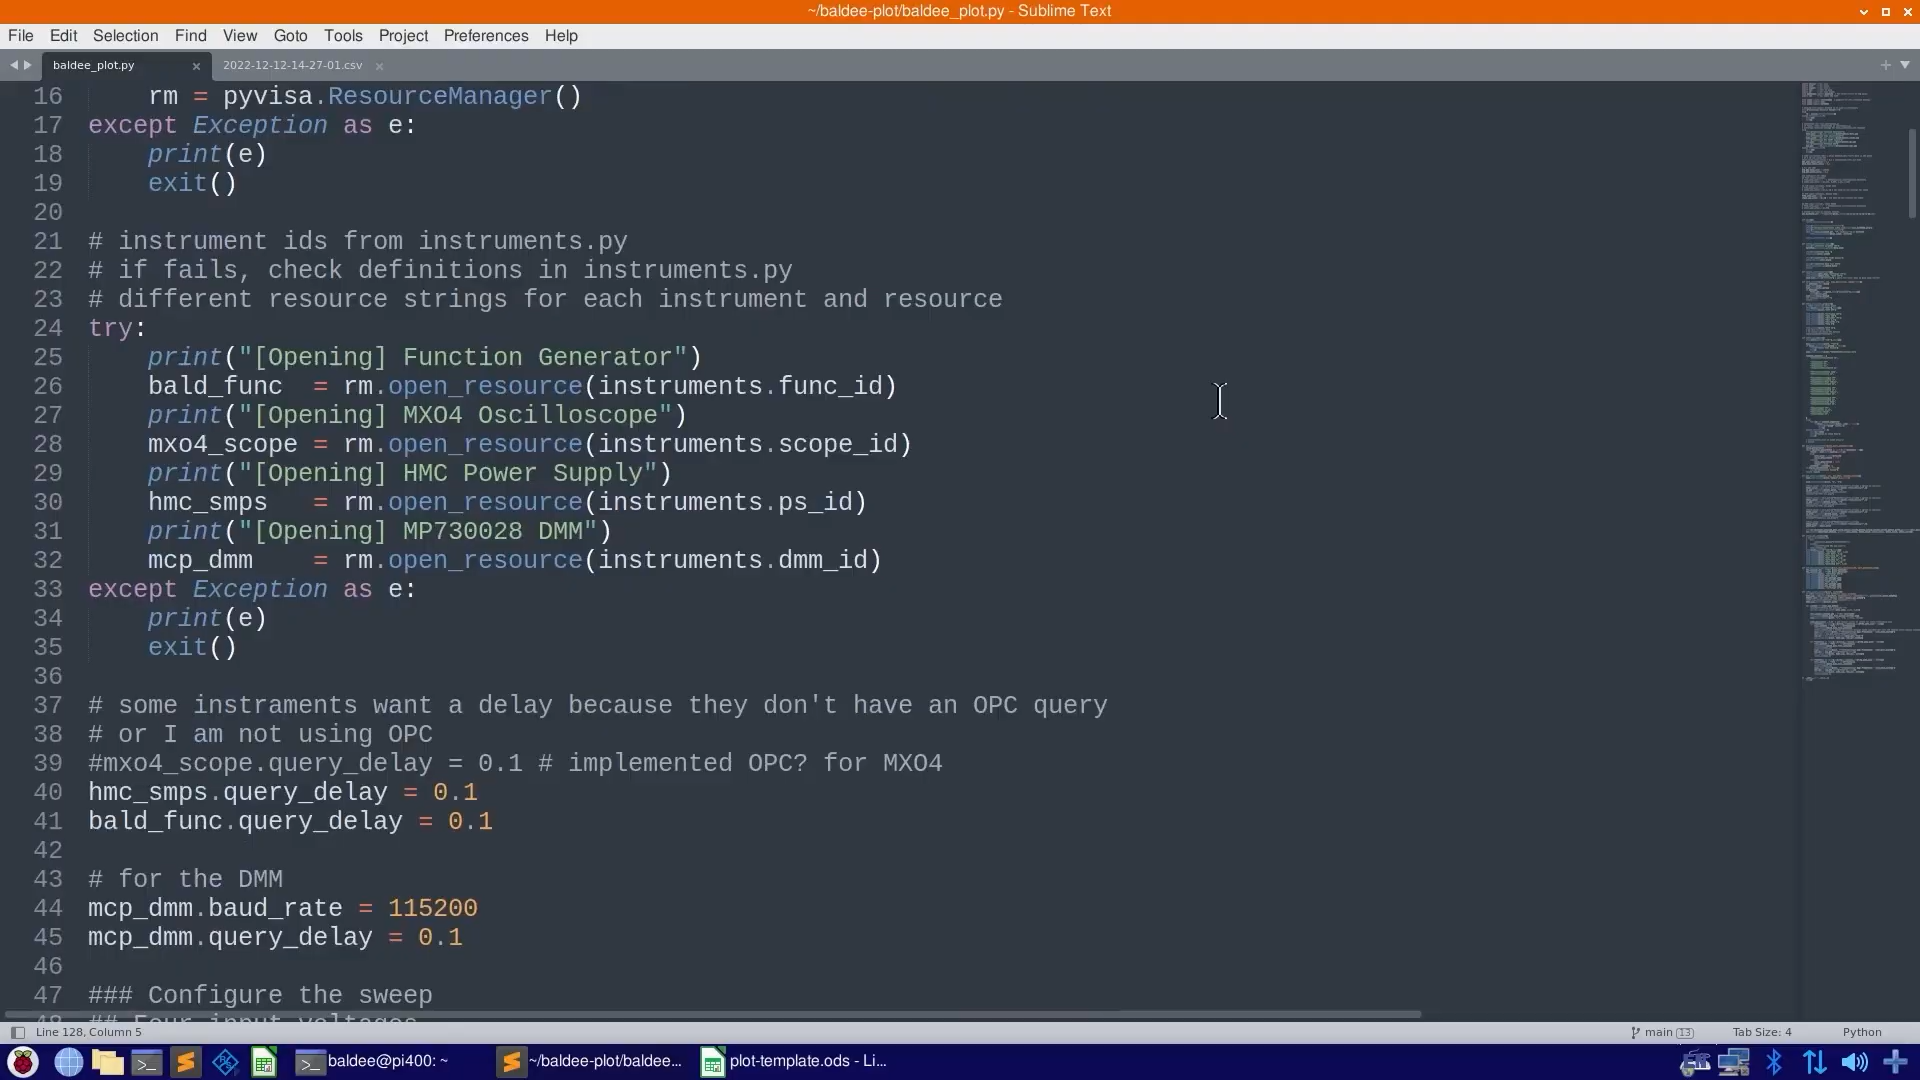 ~/baldee-plot/baldee_plot.py - Sublime Text
File Edit Selection Find View Goto Tools Project Preferences Help
baldee_plot.py × 2022-12-12-14-27-01.csv ×
16 rm = pyvisa.ResourceManager()
17 except Exception as e:
18 print(e)
19 exit()
20
21 # instrument ids from instruments.py
22 # if fails, check definitions in instruments.py
23 # different resource strings for each instrument and resource
24 try:
25 print("[Opening] Function Generator")
26 bald_func  = rm.open_resource(instruments.func_id)
27 print("[Opening] MXO4 Oscilloscope")
28 mxo4_scope = rm.open_resource(instruments.scope_id)
29 print("[Opening] HMC Power Supply")
30 hmc_smps   = rm.open_resource(instruments.ps_id)
31 print("[Opening] MP730028 DMM")
32 mcp_dmm    = rm.open_resource(instruments.dmm_id)
33 except Exception as e:
34 print(e)
35 exit()
36
37 # some instraments want a delay because they don't have an OPC query
38 # or I am not using OPC
39 #mxo4_scope.query_delay = 0.1 # implemented OPC? for MXO4
40 hmc_smps.query_delay = 0.1
41 bald_func.query_delay = 0.1
42
43 # for the DMM
44 mcp_dmm.baud_rate = 115200
45 mcp_dmm.query_delay = 0.1
46
47 ### Configure the sweep
48 ## Four input voltages
Line 128, Column 5 main 13 Tab Size: 4 Python
baldee@pi400: ~ ~/baldee-plot/baldee... plot-template.ods - Li...